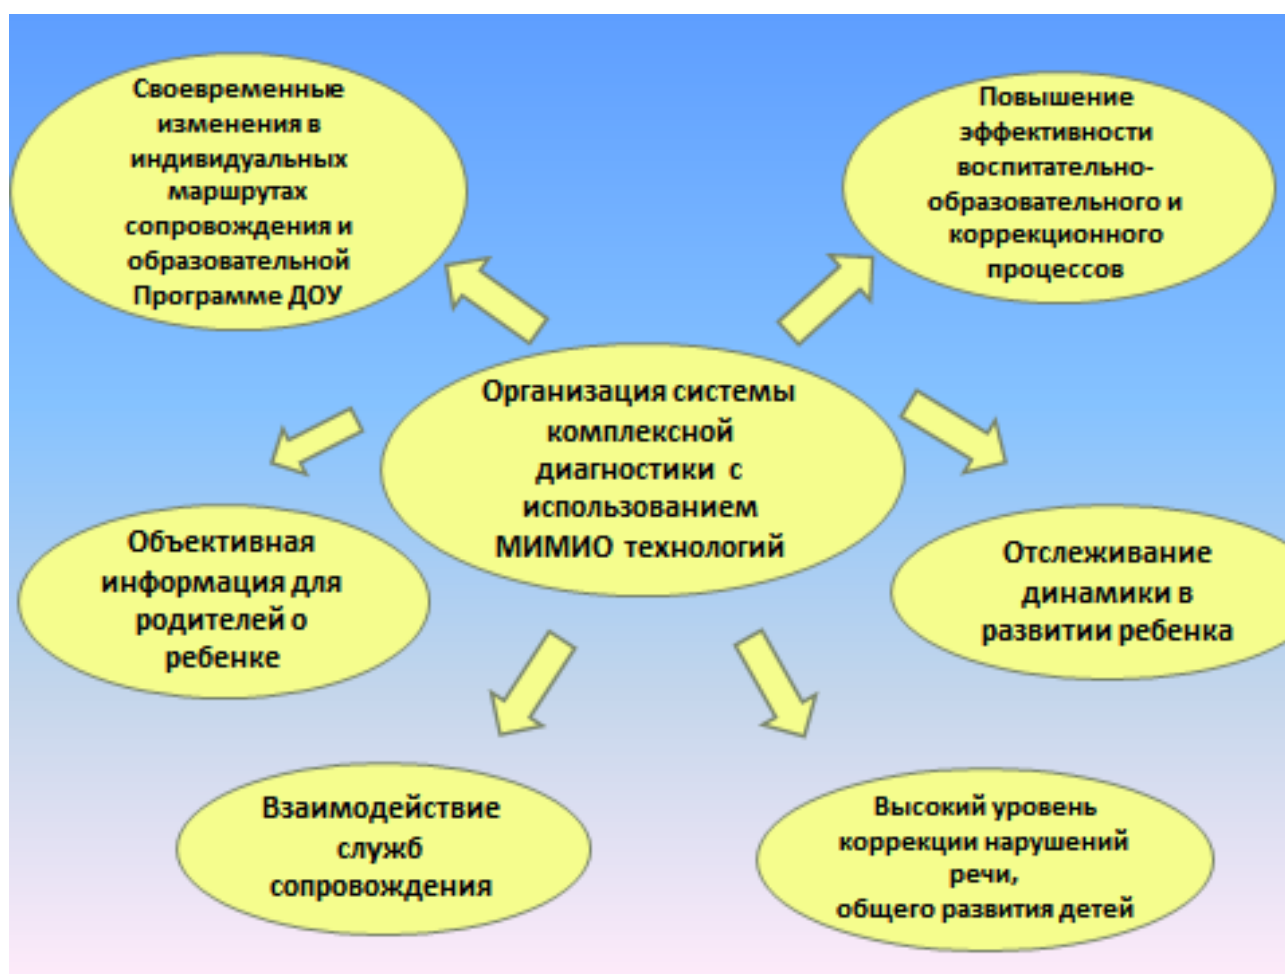 Своевременные
изменения в
индивидуальных
маршрутах
сопровождения и
образовательной
Программе ДОУ
Повышение
эффективности
воспитательно-
образовательного и
коррекционного
процессов
Организация системы
комплексной
диагностики с
использованием
МИМИО технологий
Объективная
информация для
родителей о
ребенке
Отслеживание
динамики в
развитии ребенка
Взаимодействие
служб
сопровождения
Высокий уровень
коррекции нарушений
речи,
общего развития детей